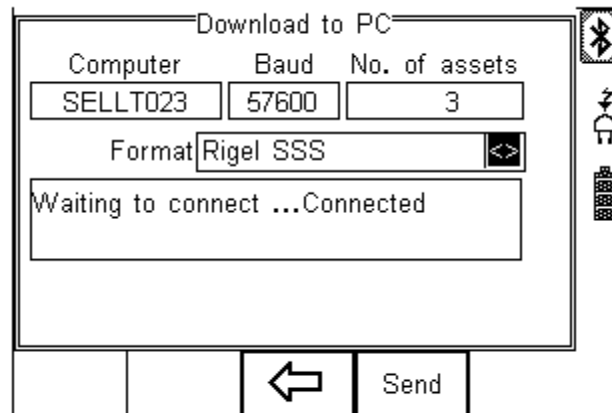 Download to PC
Computer Baud No. of assets
SELLT023 57600 3
Format Rigel SSS <>
Waiting to connect ...Connected
Send